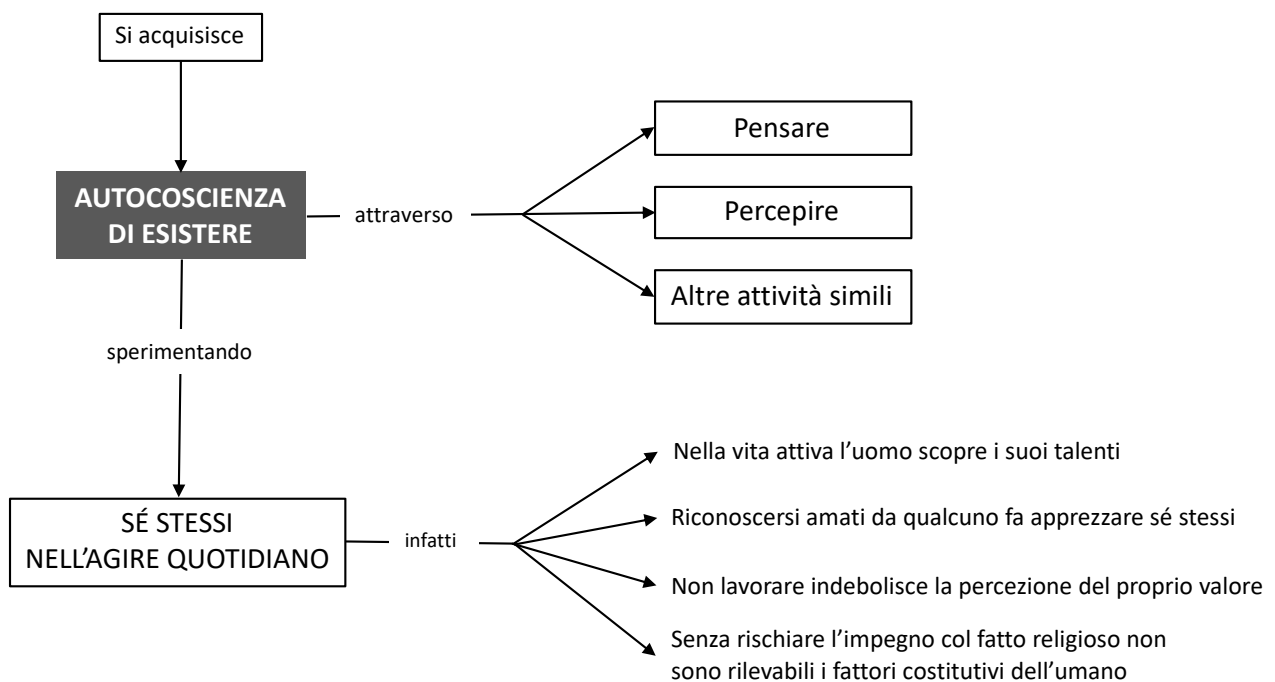 Si acquisisce
Pensare
AUTOCOSCIENZA
DI ESISTERE
attraverso
Percepire
Altre attività simili
sperimentando
Nella vita attiva l’uomo scopre i suoi talenti
SÉ STESSI
NELL’AGIRE QUOTIDIANO
infatti
Riconoscersi amati da qualcuno fa apprezzare sé stessi
Non lavorare indebolisce la percezione del proprio valore
Senza rischiare l’impegno col fatto religioso non
sono rilevabili i fattori costitutivi dell’umano